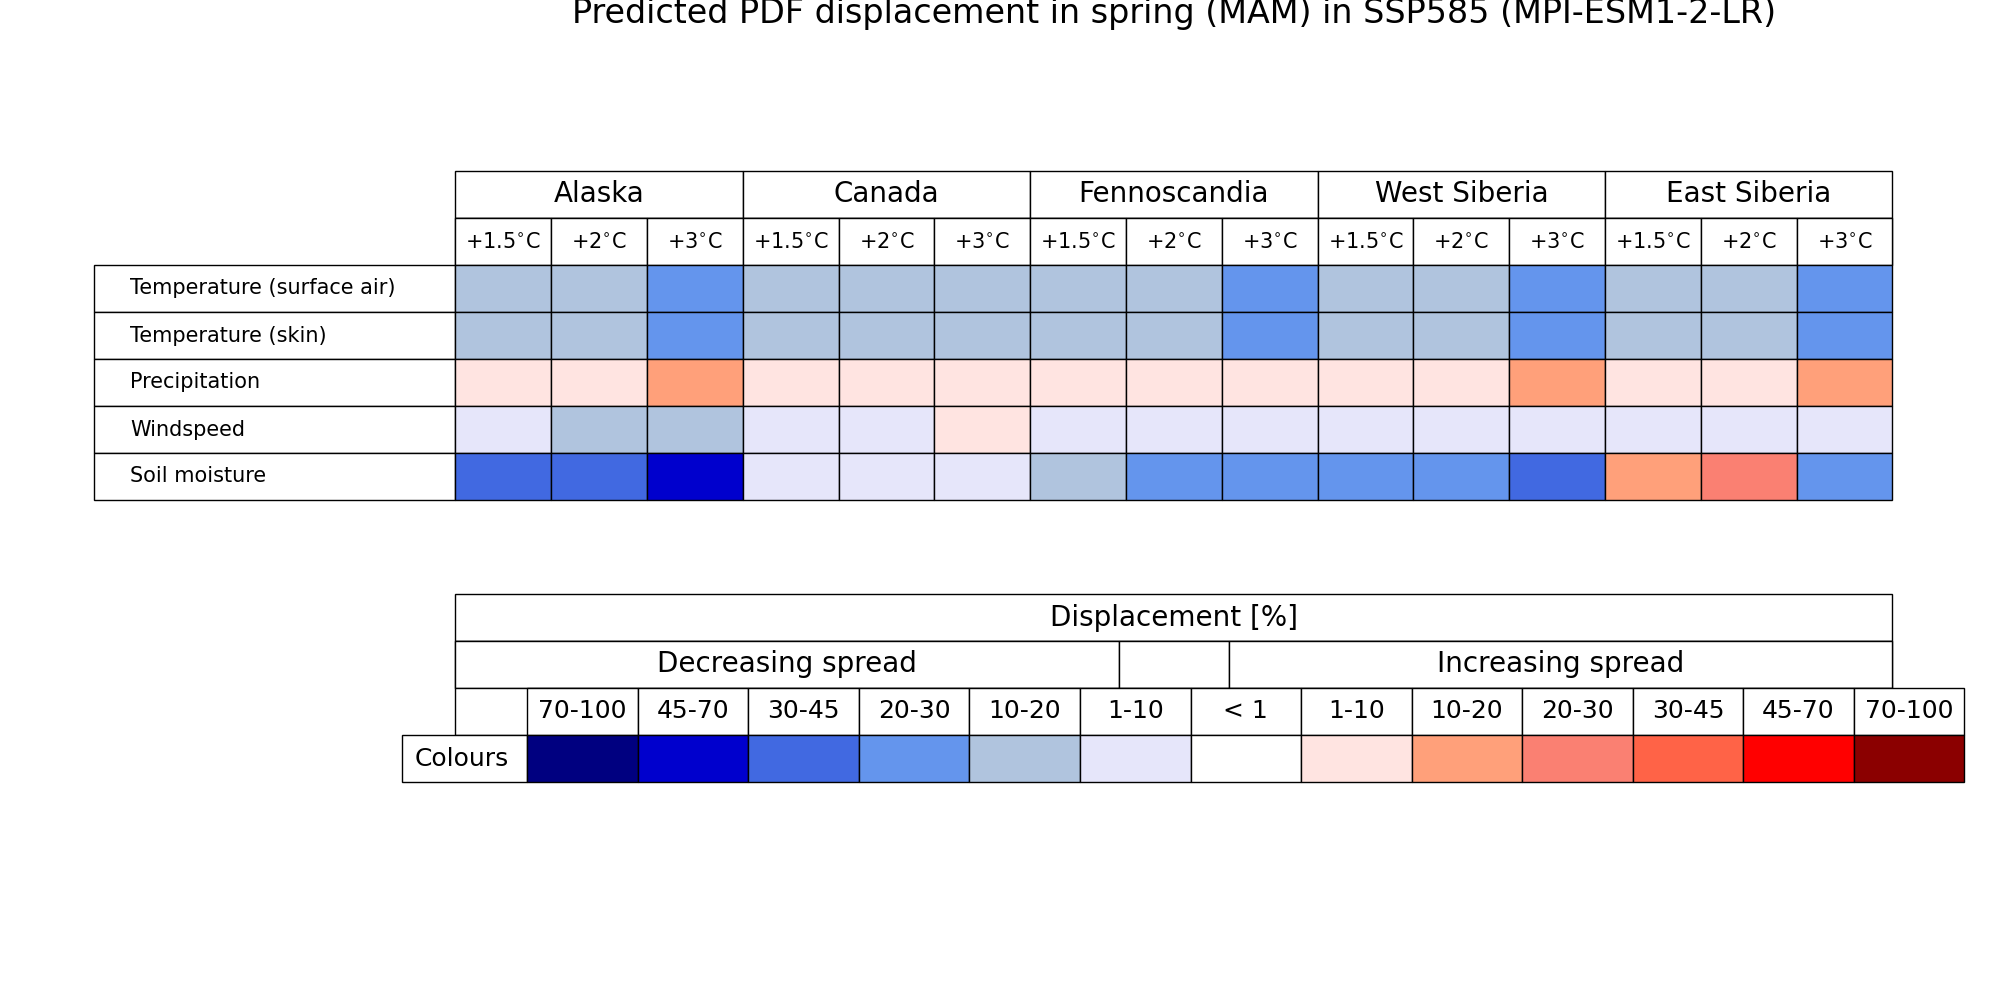 Predicted PDF displacement in spring (MAM) in SSP585 (MPI-ESM1-2-LR)
Alaska Canada Fennoscandia West Siberia East Siberia
+1.5°C +2°C +3°C +1.5°C +2°C +3°C +1.5°C +2°C +3°C +1.5°C +2°C +3°C +1.5°C +2°C +3°C
Temperature (surface air)
Temperature (skin)
Precipitation
Windspeed
Soil moisture
Displacement [%]
Decreasing spread Increasing spread
70-100 45-70 30-45 20-30 10-20 1-10 < 1 1-10 10-20 20-30 30-45 45-70 70-100
Colours